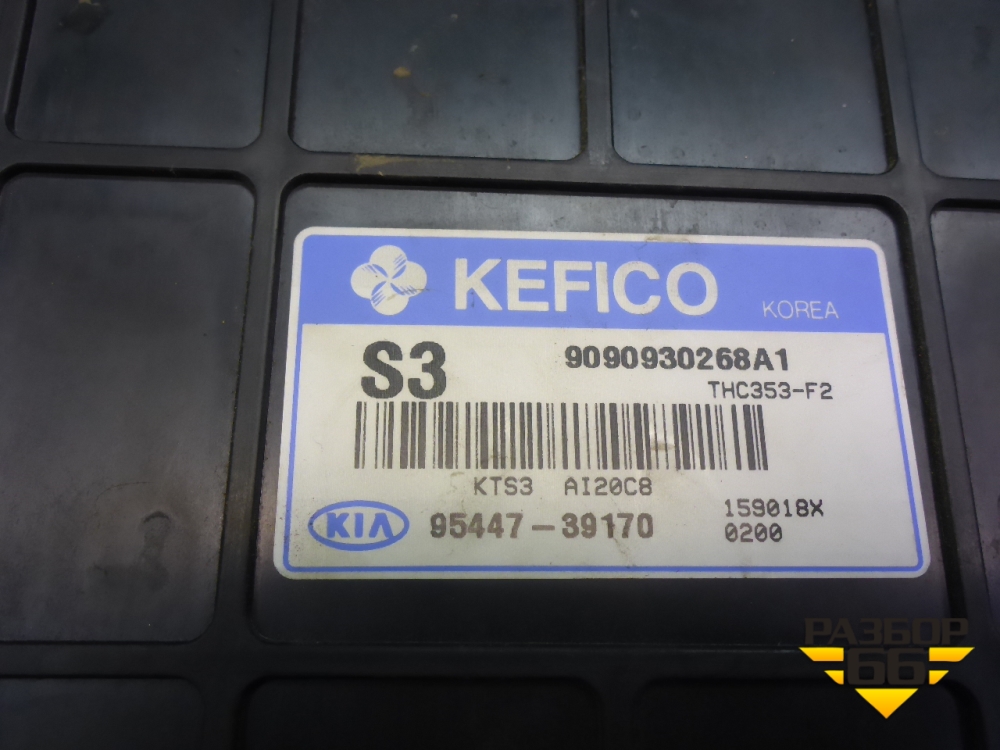 KEFICO
KOREA
S3
9090930268A1
THC353-F2
KTS3 AI20C8
KIA
95447-39170
159018X
0200
РАЗБОР
66